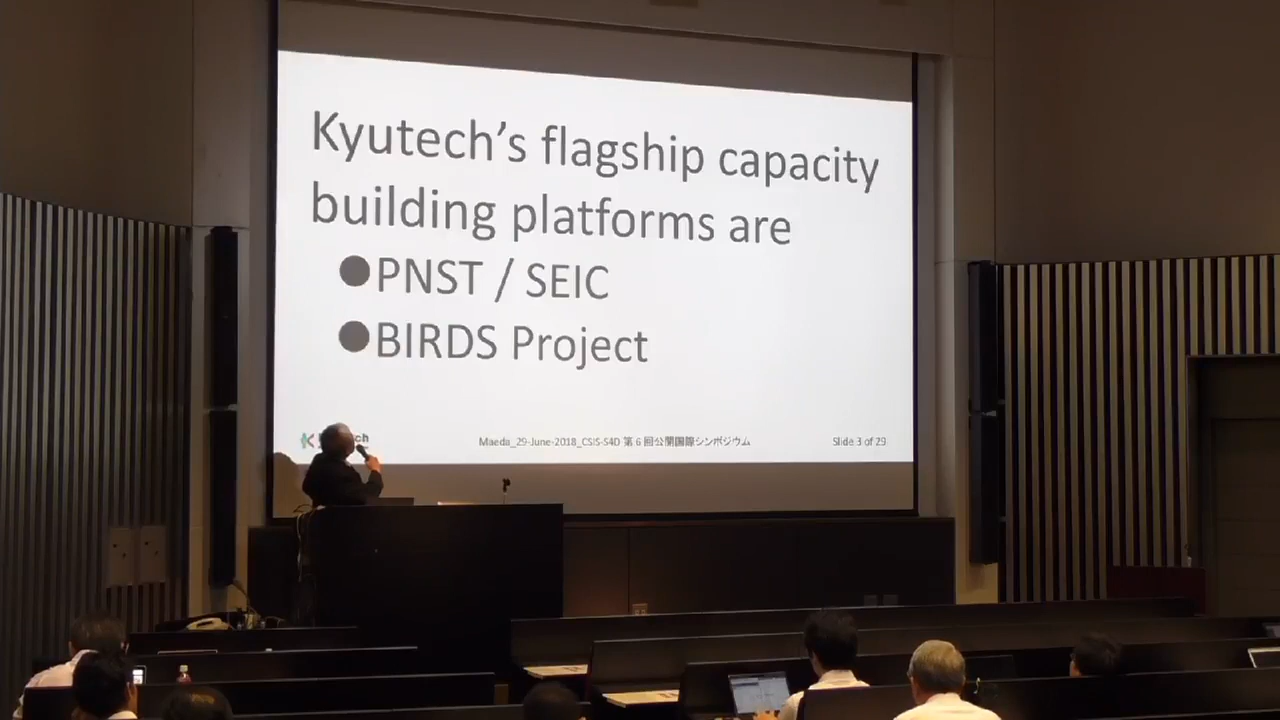 Kyutech’s flagship capacity
building platforms are
●PNST / SEIC
●BIRDS Project
Maeda_29-June-2018_CSIS-S4D 第 6 回公開国際シンポジウム
Slide 3 of 29